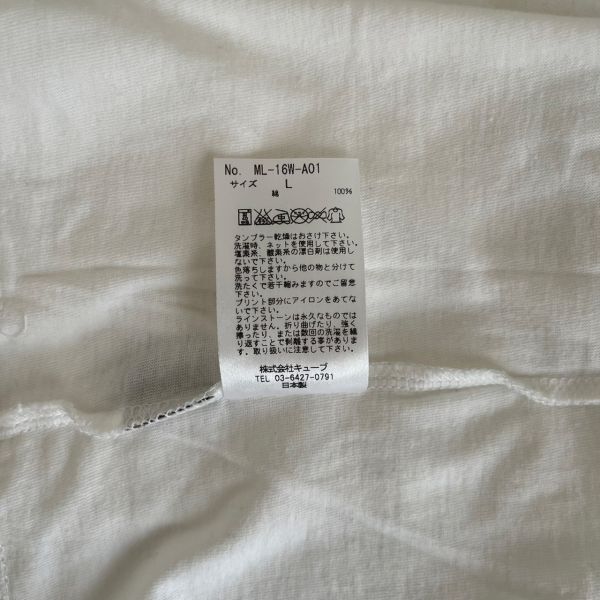 No. ML-16W-A01
サイズ L
綿 100%
タンブラー乾燥はおさけ下さい。
洗濯時、ネットを使用して下さい。
塩素系、酸素系の漂白剤は使用し
ないで下さい。
色落ちしますから他の物と分けて
洗って下さい。
洗たくで若干縮みますのでご留意
下さい。
プリント部分にアイロンをあてな
いで下さい。
ラインストーンは永久なものでは
ありません。折り曲げたり、強く
擦ったり、または数回の洗濯を繰
り返すことで剥離する事があり
ます。取り扱いに注意して下さい。
株式会社キューブ
TEL 03-6427-0791
日本製